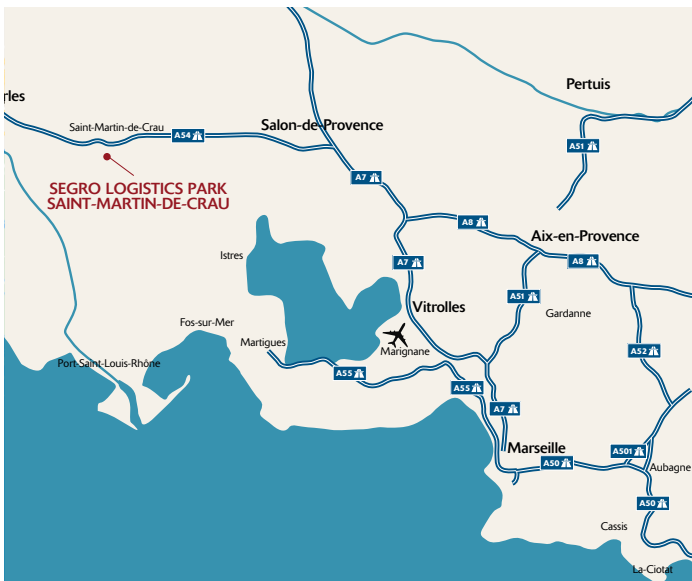 Pertuis
rles
Saint-Martin-de-Crau
A54
Salon-de-Provence
A51
SEGRO LOGISTICS PARK
SAINT-MARTIN-DE-CRAU
A7
A8
Aix-en-Provence
Istres
A7
A8
A51
Vitrolles
Gardanne
Fos-sur-Mer
Martigues
Marignane
A52
Port-Saint-Louis-Rhône
A55
A55
A7
Marseille
A50
A501
Aubagne
A50
Cassis
La-Ciotat